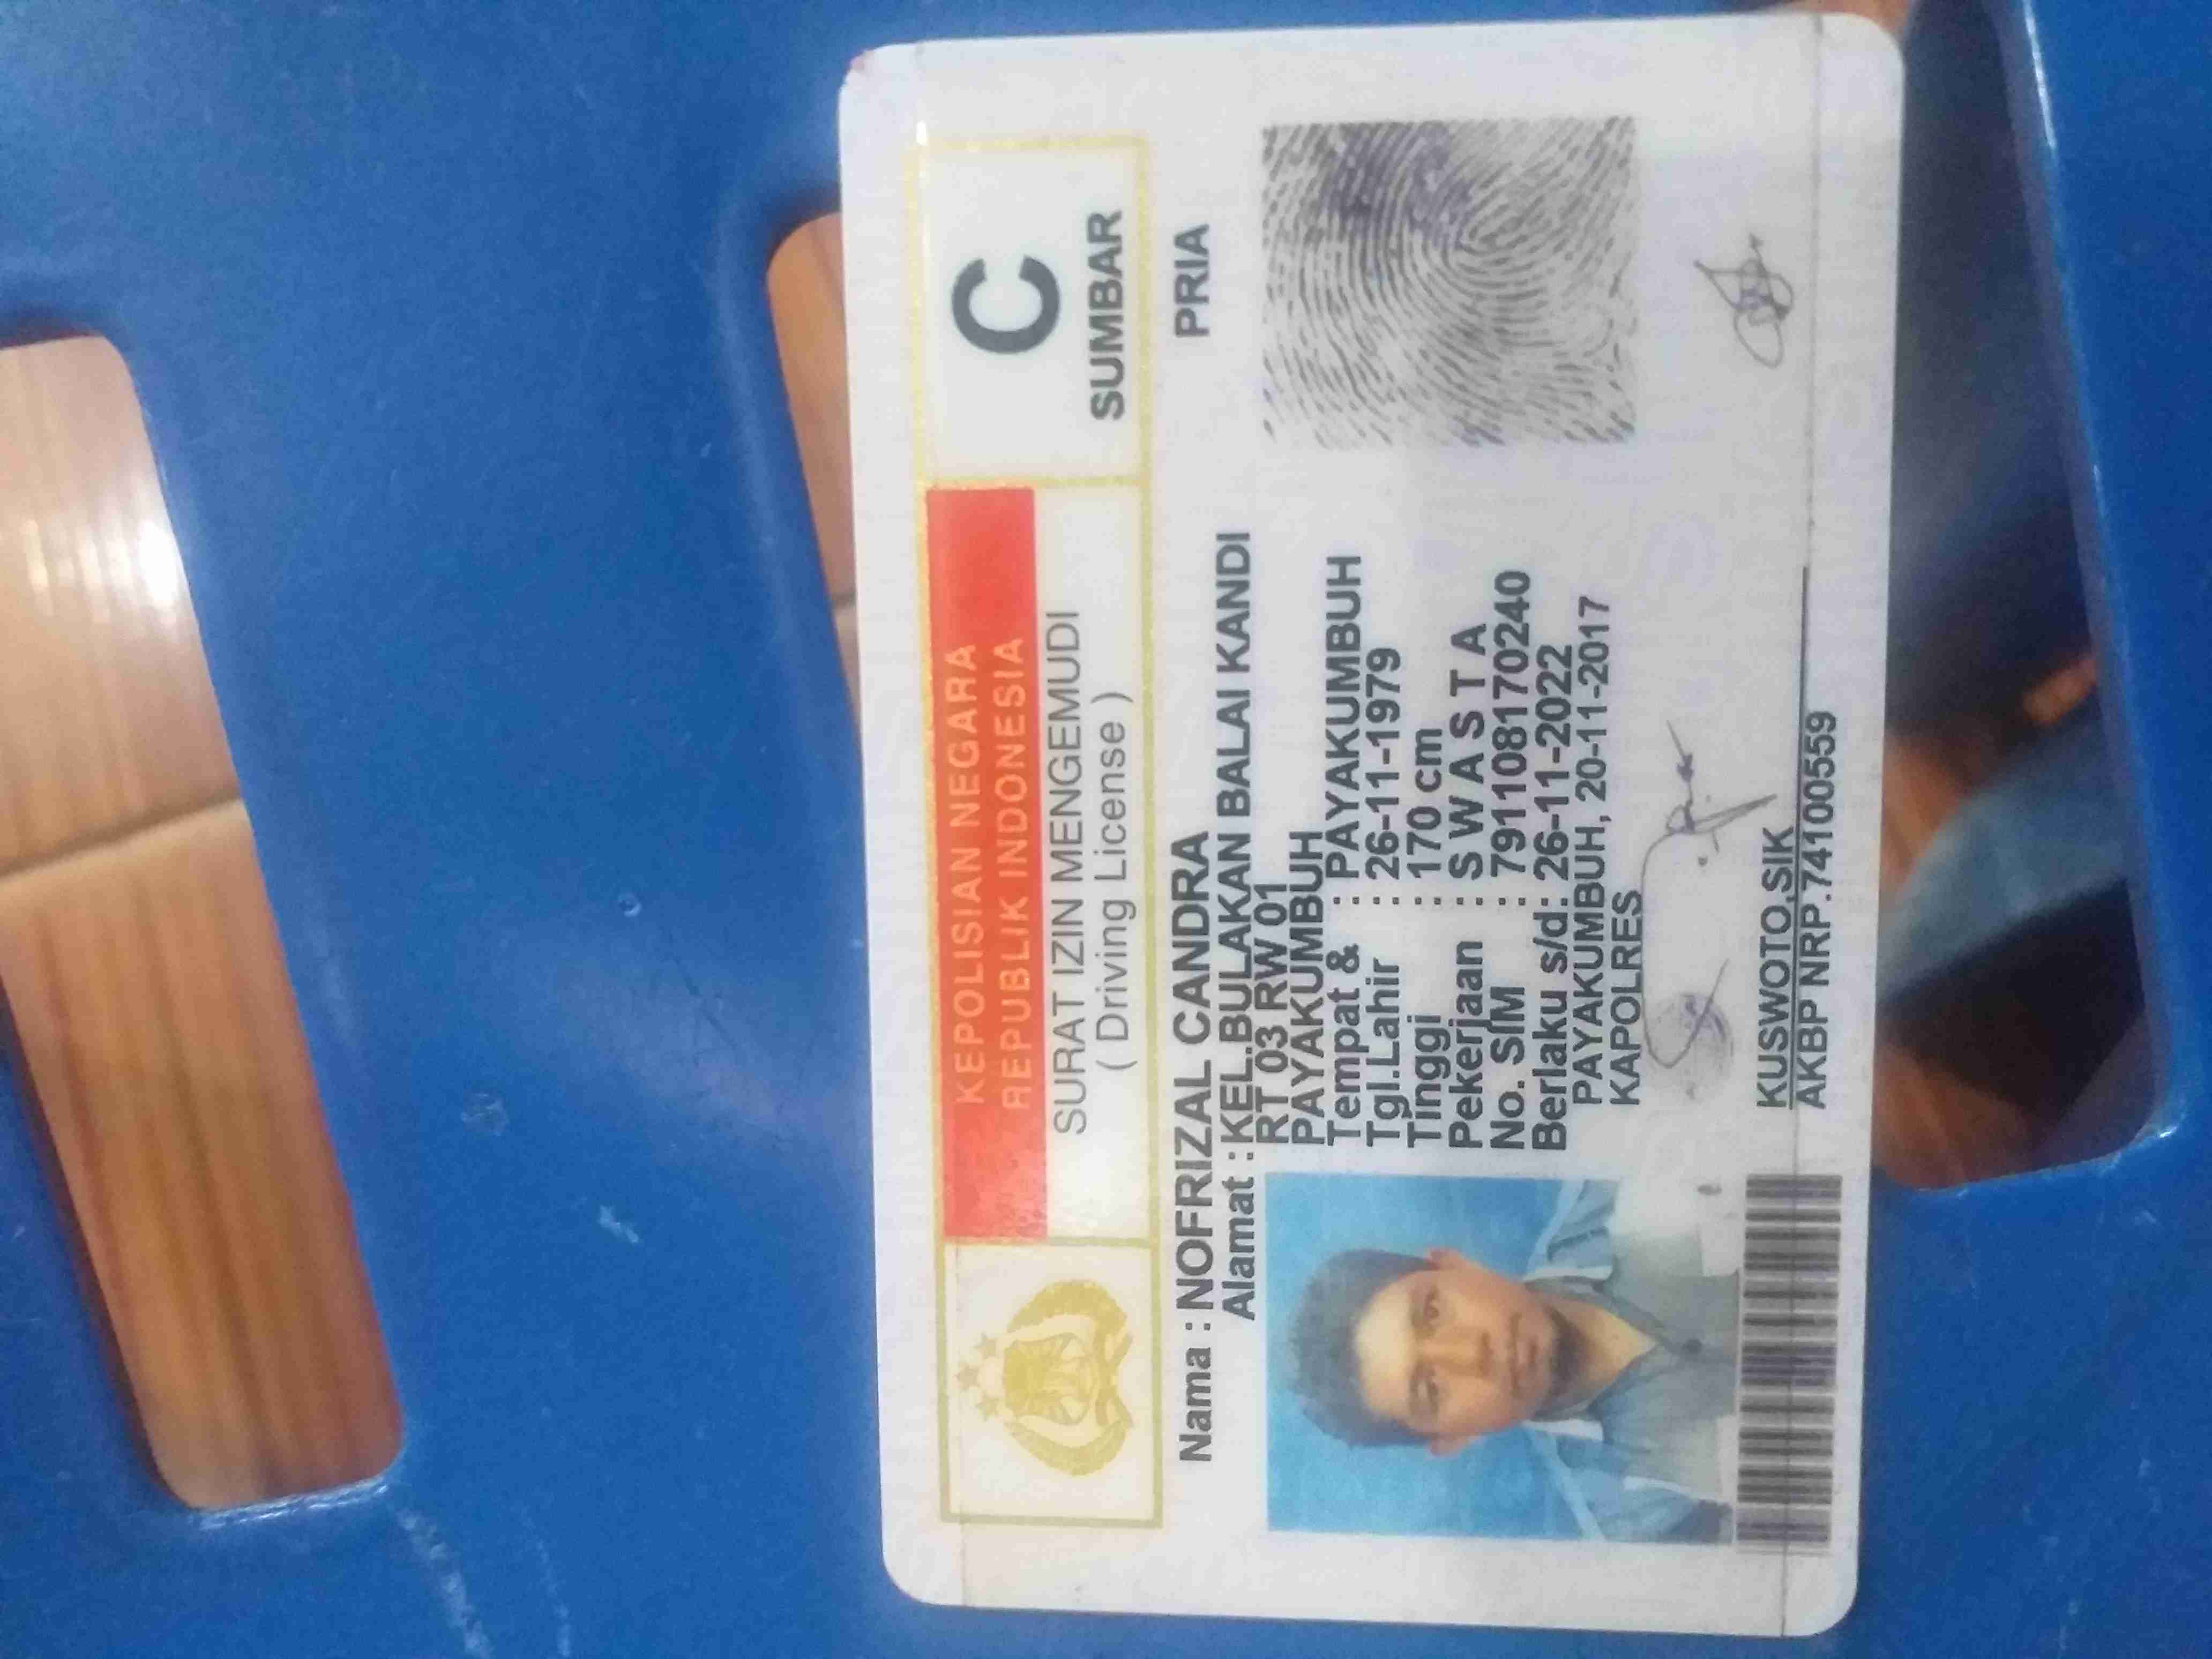 KEPOLISIAN NEGARA
REPUBLIK INDONESIA
SURAT IZIN MENGEMUDI
( Driving License )
C
SUMBAR
Nama : NOFRIZAL CANDRA
PRIA
Alamat : KEL.BULAKAN BALAI KANDI
RT 03 RW 01
PAYAKUMBUH
Tempat & : PAYAKUMBUH
Tgl.Lahir : 26-11-1979
Tinggi : 170 cm
Pekerjaan : S W A S T A
No. SIM : 791108170240
Berlaku s/d: 26-11-2022
PAYAKUMBUH, 20-11-2017
KAPOLRES
KUSWOTO,SIK
AKBP NRP.74100559